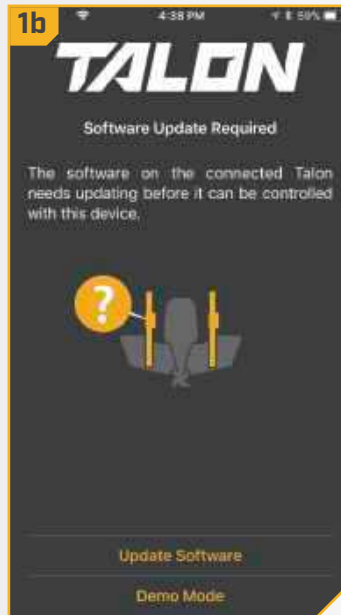 1b
4:38 PM
59%
TALON
Software Update Required
The software on the connected Talon
needs updating before it can be controlled
with this device.
?
Update Software
Demo Mode